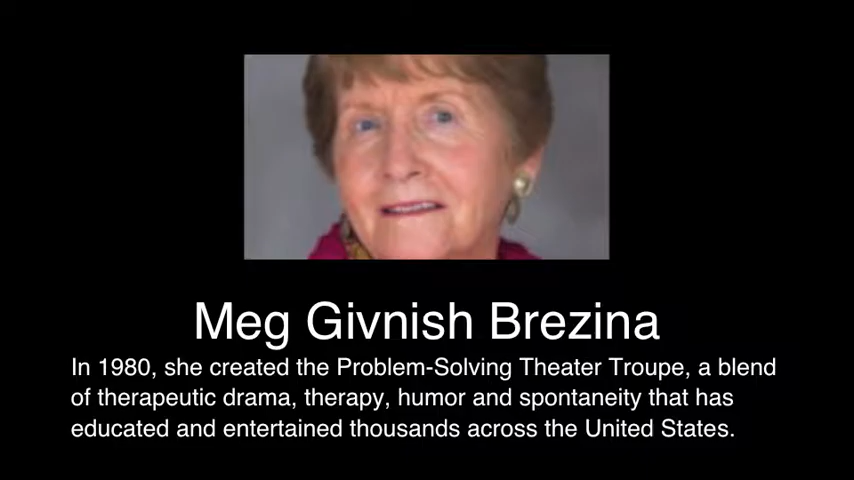 Meg Givnish Brezina
In 1980, she created the Problem-Solving Theater Troupe, a blend
of therapeutic drama, therapy, humor and spontaneity that has
educated and entertained thousands across the United States.